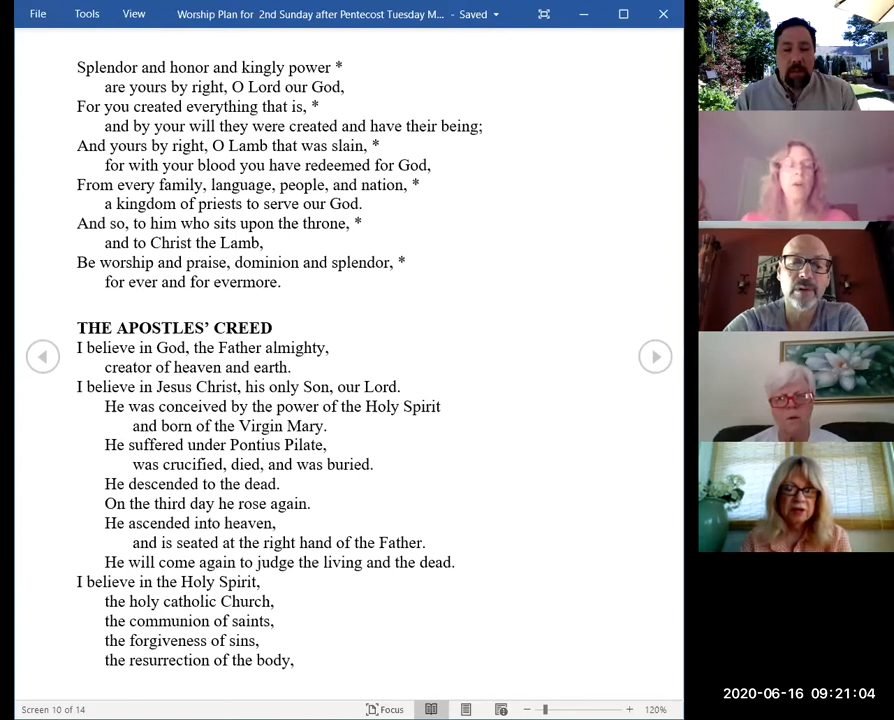 File Tools View Worship Plan for 2nd Sunday after Pentecost Tuesday M... - Saved
Splendor and honor and kingly power *
are yours by right, O Lord our God,
For you created everything that is, *
and by your will they were created and have their being;
And yours by right, O Lamb that was slain, *
for with your blood you have redeemed for God,
From every family, language, people, and nation, *
a kingdom of priests to serve our God.
And so, to him who sits upon the throne, *
and to Christ the Lamb,
Be worship and praise, dominion and splendor, *
for ever and for evermore.
THE APOSTLES’ CREED
I believe in God, the Father almighty,
creator of heaven and earth.
I believe in Jesus Christ, his only Son, our Lord.
He was conceived by the power of the Holy Spirit
and born of the Virgin Mary.
He suffered under Pontius Pilate,
was crucified, died, and was buried.
He descended to the dead.
On the third day he rose again.
He ascended into heaven,
and is seated at the right hand of the Father.
He will come again to judge the living and the dead.
I believe in the Holy Spirit,
the holy catholic Church,
the communion of saints,
the forgiveness of sins,
the resurrection of the body,
Screen 10 of 14 Focus 120%
2020-06-16 09:21:04